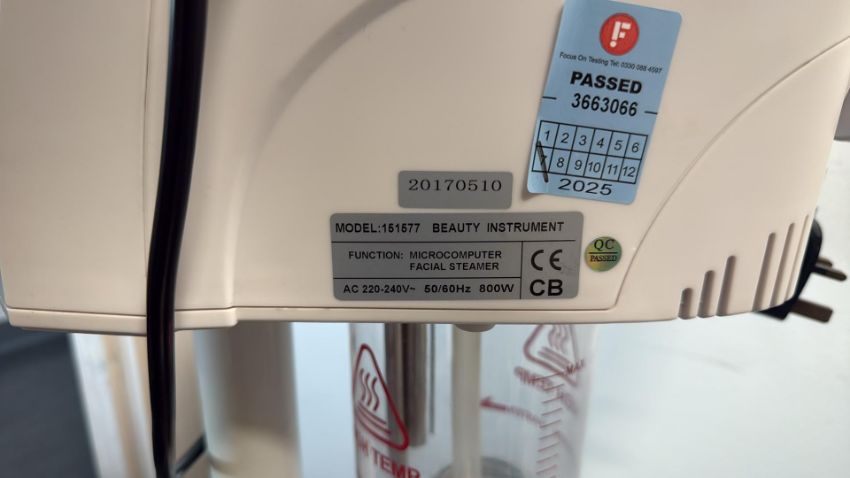 Focus On Testing Tel: 0330 088 4597
PASSED
3663066
1 2 3 4 5 6
8 9 10 11 12
2025
20170510
MODEL:151577 BEAUTY INSTRUMENT
FUNCTION: MICROCOMPUTER
FACIAL STEAMER
CE
AC 220-240V~ 50/60Hz 800W
CB
QC
PASSED
MAX
TEMP